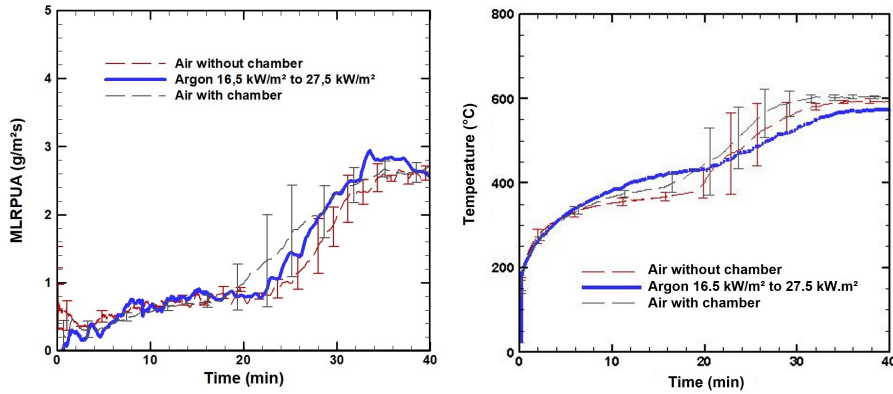 5
4
3
2
1
0
0
10
20
30
40
MLRPUA (g/m²s)
Time (min)
Air without chamber
Argon 16,5 kW/m² to 27,5 kW/m²
Air with chamber
800
600
400
200
0
0
10
20
30
40
Temperature (°C)
Time (min)
Air without chamber
Argon 16.5 kW/m² to 27.5 kW.m²
Air with chamber